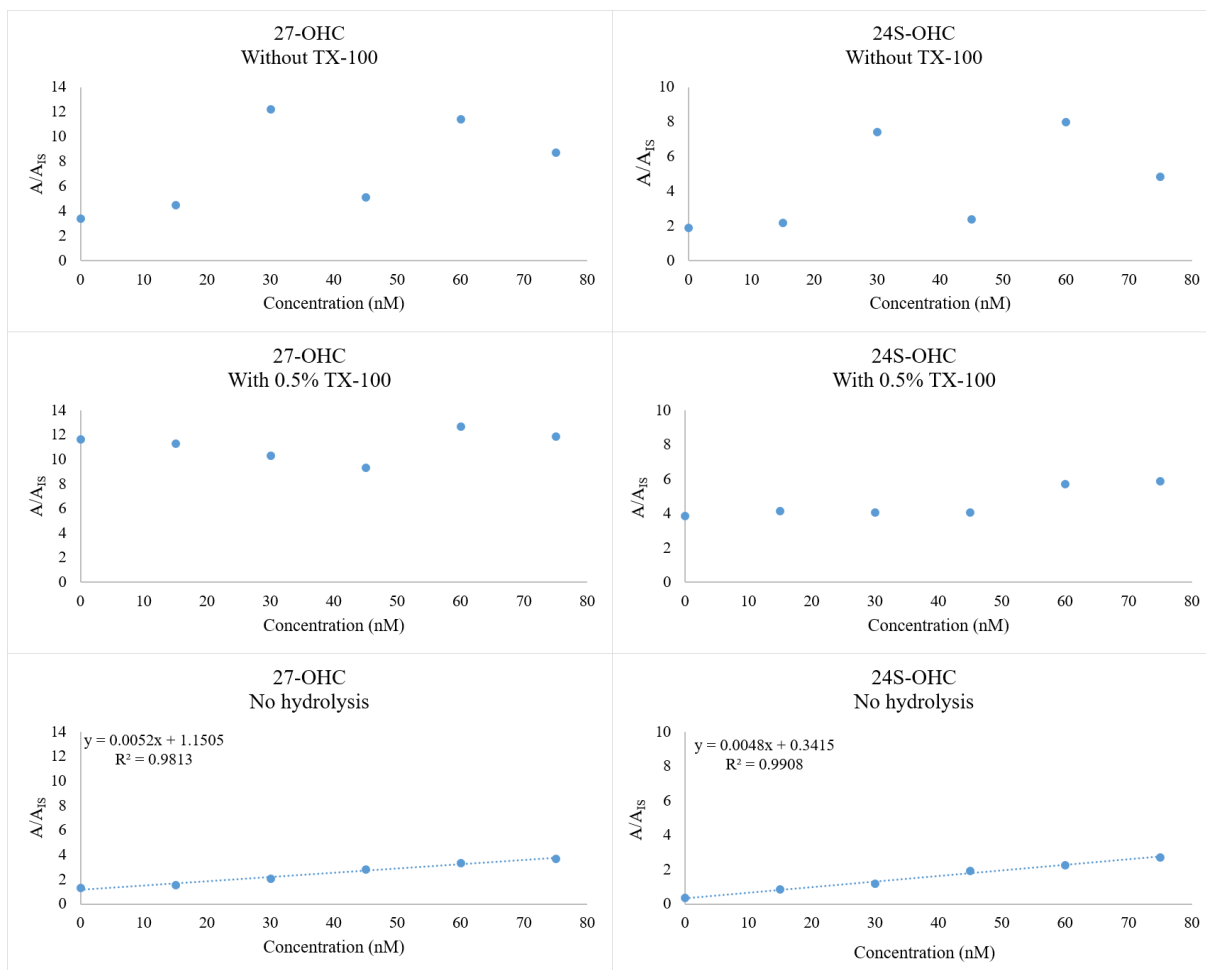 27-OHC
Without TX-100
A/AIS
14
12
10
8
6
4
2
0
0 10 20 30 40 50 60 70 80
Concentration (nM)
24S-OHC
Without TX-100
A/AIS
10
8
6
4
2
0
0 10 20 30 40 50 60 70 80
Concentration (nM)
27-OHC
With 0.5% TX-100
A/AIS
14
12
10
8
6
4
2
0
0 10 20 30 40 50 60 70 80
Concentration (nM)
24S-OHC
With 0.5% TX-100
A/AIS
10
8
6
4
2
0
0 10 20 30 40 50 60 70 80
Concentration (nM)
27-OHC
No hydrolysis
y = 0.0052x + 1.1505
R² = 0.9813
A/AIS
14
12
10
8
6
4
2
0
0 10 20 30 40 50 60 70 80
Concentration (nM)
24S-OHC
No hydrolysis
y = 0.0048x + 0.3415
R² = 0.9908
A/AIS
10
8
6
4
2
0
0 10 20 30 40 50 60 70 80
Concentration (nM)